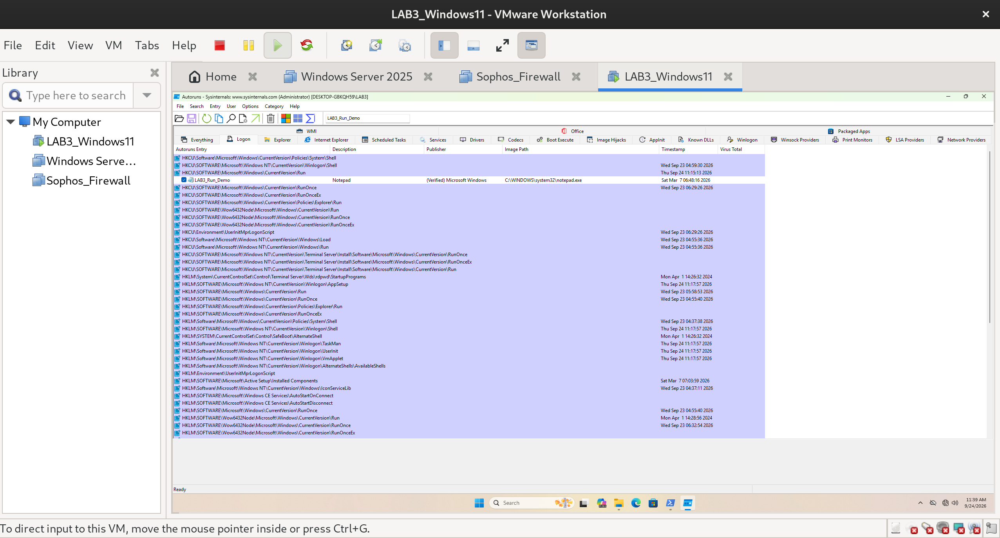 LAB3_Windows11 - VMware Workstation
File Edit View VM Tabs Help
Library
Type here to search
My Computer
LAB3_Windows11
Windows Serve...
Sophos_Firewall
Home
Windows Server 2025
Sophos_Firewall
LAB3_Windows11
Autoruns - Sysinternals: www.sysinternals.com (Administrator) [DESKTOP-GBKQH59\LAB3]
File Search Entry User Options Category Help
LAB3_Run_Demo
WMI Office Packaged Apps
Everything Logon Explorer Internet Explorer Scheduled Tasks Services Drivers Codecs Boot Execute Image Hijacks AppInit Known DLLs Winlogon Winsock Providers Print Monitors LSA Providers Network Providers
Autoruns Entry Description Publisher Image Path Timestamp Virus Total
HKCU\Software\Microsoft\Windows\CurrentVersion\Policies\System\Shell
HKCU\SOFTWARE\Microsoft\Windows NT\CurrentVersion\Winlogon\Shell Wed Sep 23 04:59:30 2026
HKCU\SOFTWARE\Microsoft\Windows\CurrentVersion\Run Thu Sep 24 11:15:13 2026
LAB3_Run_Demo Notepad (Verified) Microsoft Windows C:\WINDOWS\system32\notepad.exe Sat Mar 7 06:48:16 2026
HKCU\SOFTWARE\Microsoft\Windows\CurrentVersion\RunOnce Wed Sep 23 06:29:26 2026
HKCU\SOFTWARE\Microsoft\Windows\CurrentVersion\RunOnceEx
HKCU\SOFTWARE\Microsoft\Windows\CurrentVersion\Policies\Explorer\Run
HKCU\SOFTWARE\Wow6432Node\Microsoft\Windows\CurrentVersion\Run
HKCU\SOFTWARE\Wow6432Node\Microsoft\Windows\CurrentVersion\RunOnce
HKCU\SOFTWARE\Wow6432Node\Microsoft\Windows\CurrentVersion\RunOnceEx
HKCU\Environment\UserInitMprLogonScript Wed Sep 23 06:29:26 2026
HKCU\Software\Microsoft\Windows NT\CurrentVersion\Windows\Load Wed Sep 23 04:55:36 2026
HKCU\Software\Microsoft\Windows NT\CurrentVersion\Windows\Run Wed Sep 23 04:55:36 2026
HKCU\SOFTWARE\Microsoft\Windows NT\CurrentVersion\Terminal Server\Install\Software\Microsoft\Windows\CurrentVersion\RunOnce
HKCU\SOFTWARE\Microsoft\Windows NT\CurrentVersion\Terminal Server\Install\Software\Microsoft\Windows\CurrentVersion\RunOnceEx
HKCU\SOFTWARE\Microsoft\Windows NT\CurrentVersion\Terminal Server\Install\Software\Microsoft\Windows\CurrentVersion\Run
HKLM\System\CurrentControlSet\Control\Terminal Server\Wds\rdpwd\StartupPrograms Mon Apr 1 14:26:32 2024
HKLM\SOFTWARE\Microsoft\Windows NT\CurrentVersion\Winlogon\AppSetup Thu Sep 24 11:17:57 2026
HKLM\SOFTWARE\Microsoft\Windows\CurrentVersion\Run Wed Sep 23 05:58:53 2026
HKLM\SOFTWARE\Microsoft\Windows\CurrentVersion\RunOnce Wed Sep 23 04:55:40 2026
HKLM\SOFTWARE\Microsoft\Windows\CurrentVersion\Policies\Explorer\Run
HKLM\SOFTWARE\Microsoft\Windows\CurrentVersion\RunOnceEx
HKLM\Software\Microsoft\Windows\CurrentVersion\Policies\System\Shell Wed Sep 23 04:37:38 2026
HKLM\SOFTWARE\Microsoft\Windows NT\CurrentVersion\Winlogon\Shell Thu Sep 24 11:17:57 2026
HKLM\SYSTEM\CurrentControlSet\Control\SafeBoot\AlternateShell Mon Apr 1 14:26:32 2024
HKLM\Software\Microsoft\Windows NT\CurrentVersion\Winlogon\TaskMan Thu Sep 24 11:17:57 2026
HKLM\Software\Microsoft\Windows NT\CurrentVersion\Winlogon\UserInit Thu Sep 24 11:17:57 2026
HKLM\Software\Microsoft\Windows NT\CurrentVersion\Winlogon\VmApplet Thu Sep 24 11:17:57 2026
HKLM\Software\Microsoft\Windows NT\CurrentVersion\Winlogon\AlternateShells\AvailableShells
HKLM\Environment\UserInitMprLogonScript
HKLM\SOFTWARE\Microsoft\Active Setup\Installed Components Sat Mar 7 07:03:59 2026
HKLM\Software\Microsoft\Windows NT\CurrentVersion\Windows\IconServiceLib Wed Sep 23 04:37:11 2026
HKLM\SOFTWARE\Microsoft\Windows CE Services\AutoStartOnConnect
HKLM\SOFTWARE\Microsoft\Windows CE Services\AutoStartDisconnect
HKLM\SOFTWARE\Microsoft\Windows\CurrentVersion\RunOnce Wed Sep 23 04:55:40 2026
HKLM\SOFTWARE\Wow6432Node\Microsoft\Windows\CurrentVersion\Run Mon Apr 1 14:28:56 2024
HKLM\SOFTWARE\Wow6432Node\Microsoft\Windows\CurrentVersion\RunOnce Wed Sep 23 06:32:54 2026
HKLM\SOFTWARE\Wow6432Node\Microsoft\Windows\CurrentVersion\RunOnceEx
Ready
Search
M365
11:39 AM
9/24/2026
To direct input to this VM, move the mouse pointer inside or press Ctrl+G.